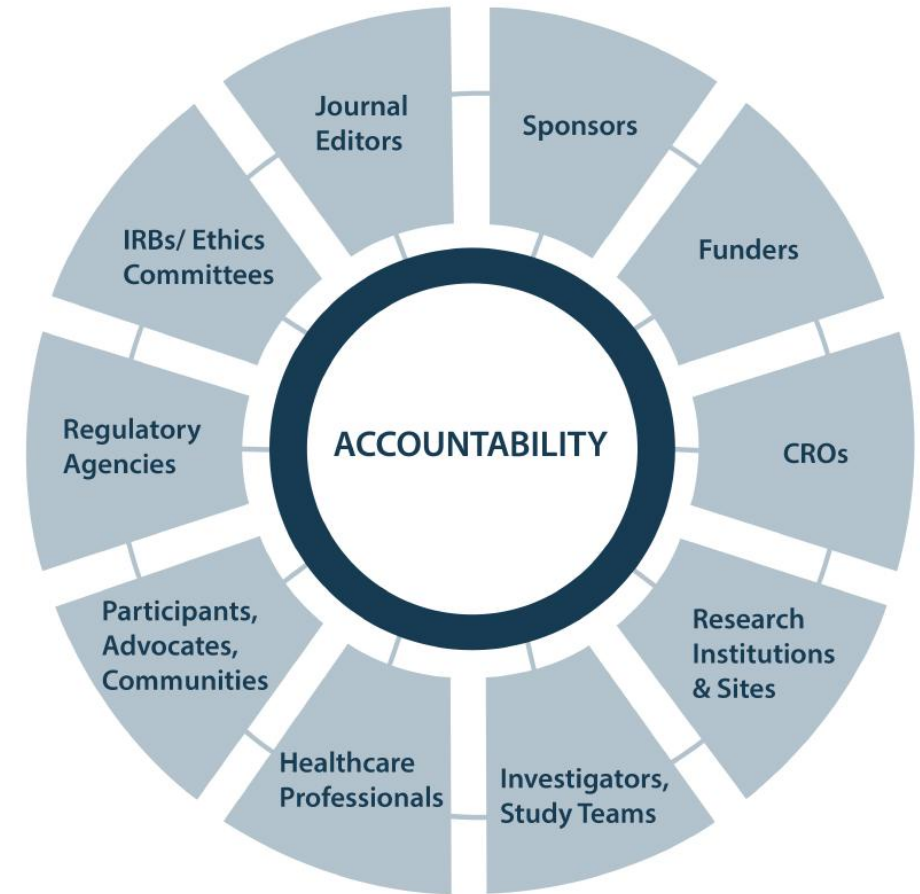 Journal
Editors
Sponsors
Funders
CROs
Research
Institutions
& Sites
Investigators,
Study Teams
Healthcare
Professionals
Participants,
Advocates,
Communities
Regulatory
Agencies
IRBs/ Ethics
Committees
ACCOUNTABILITY